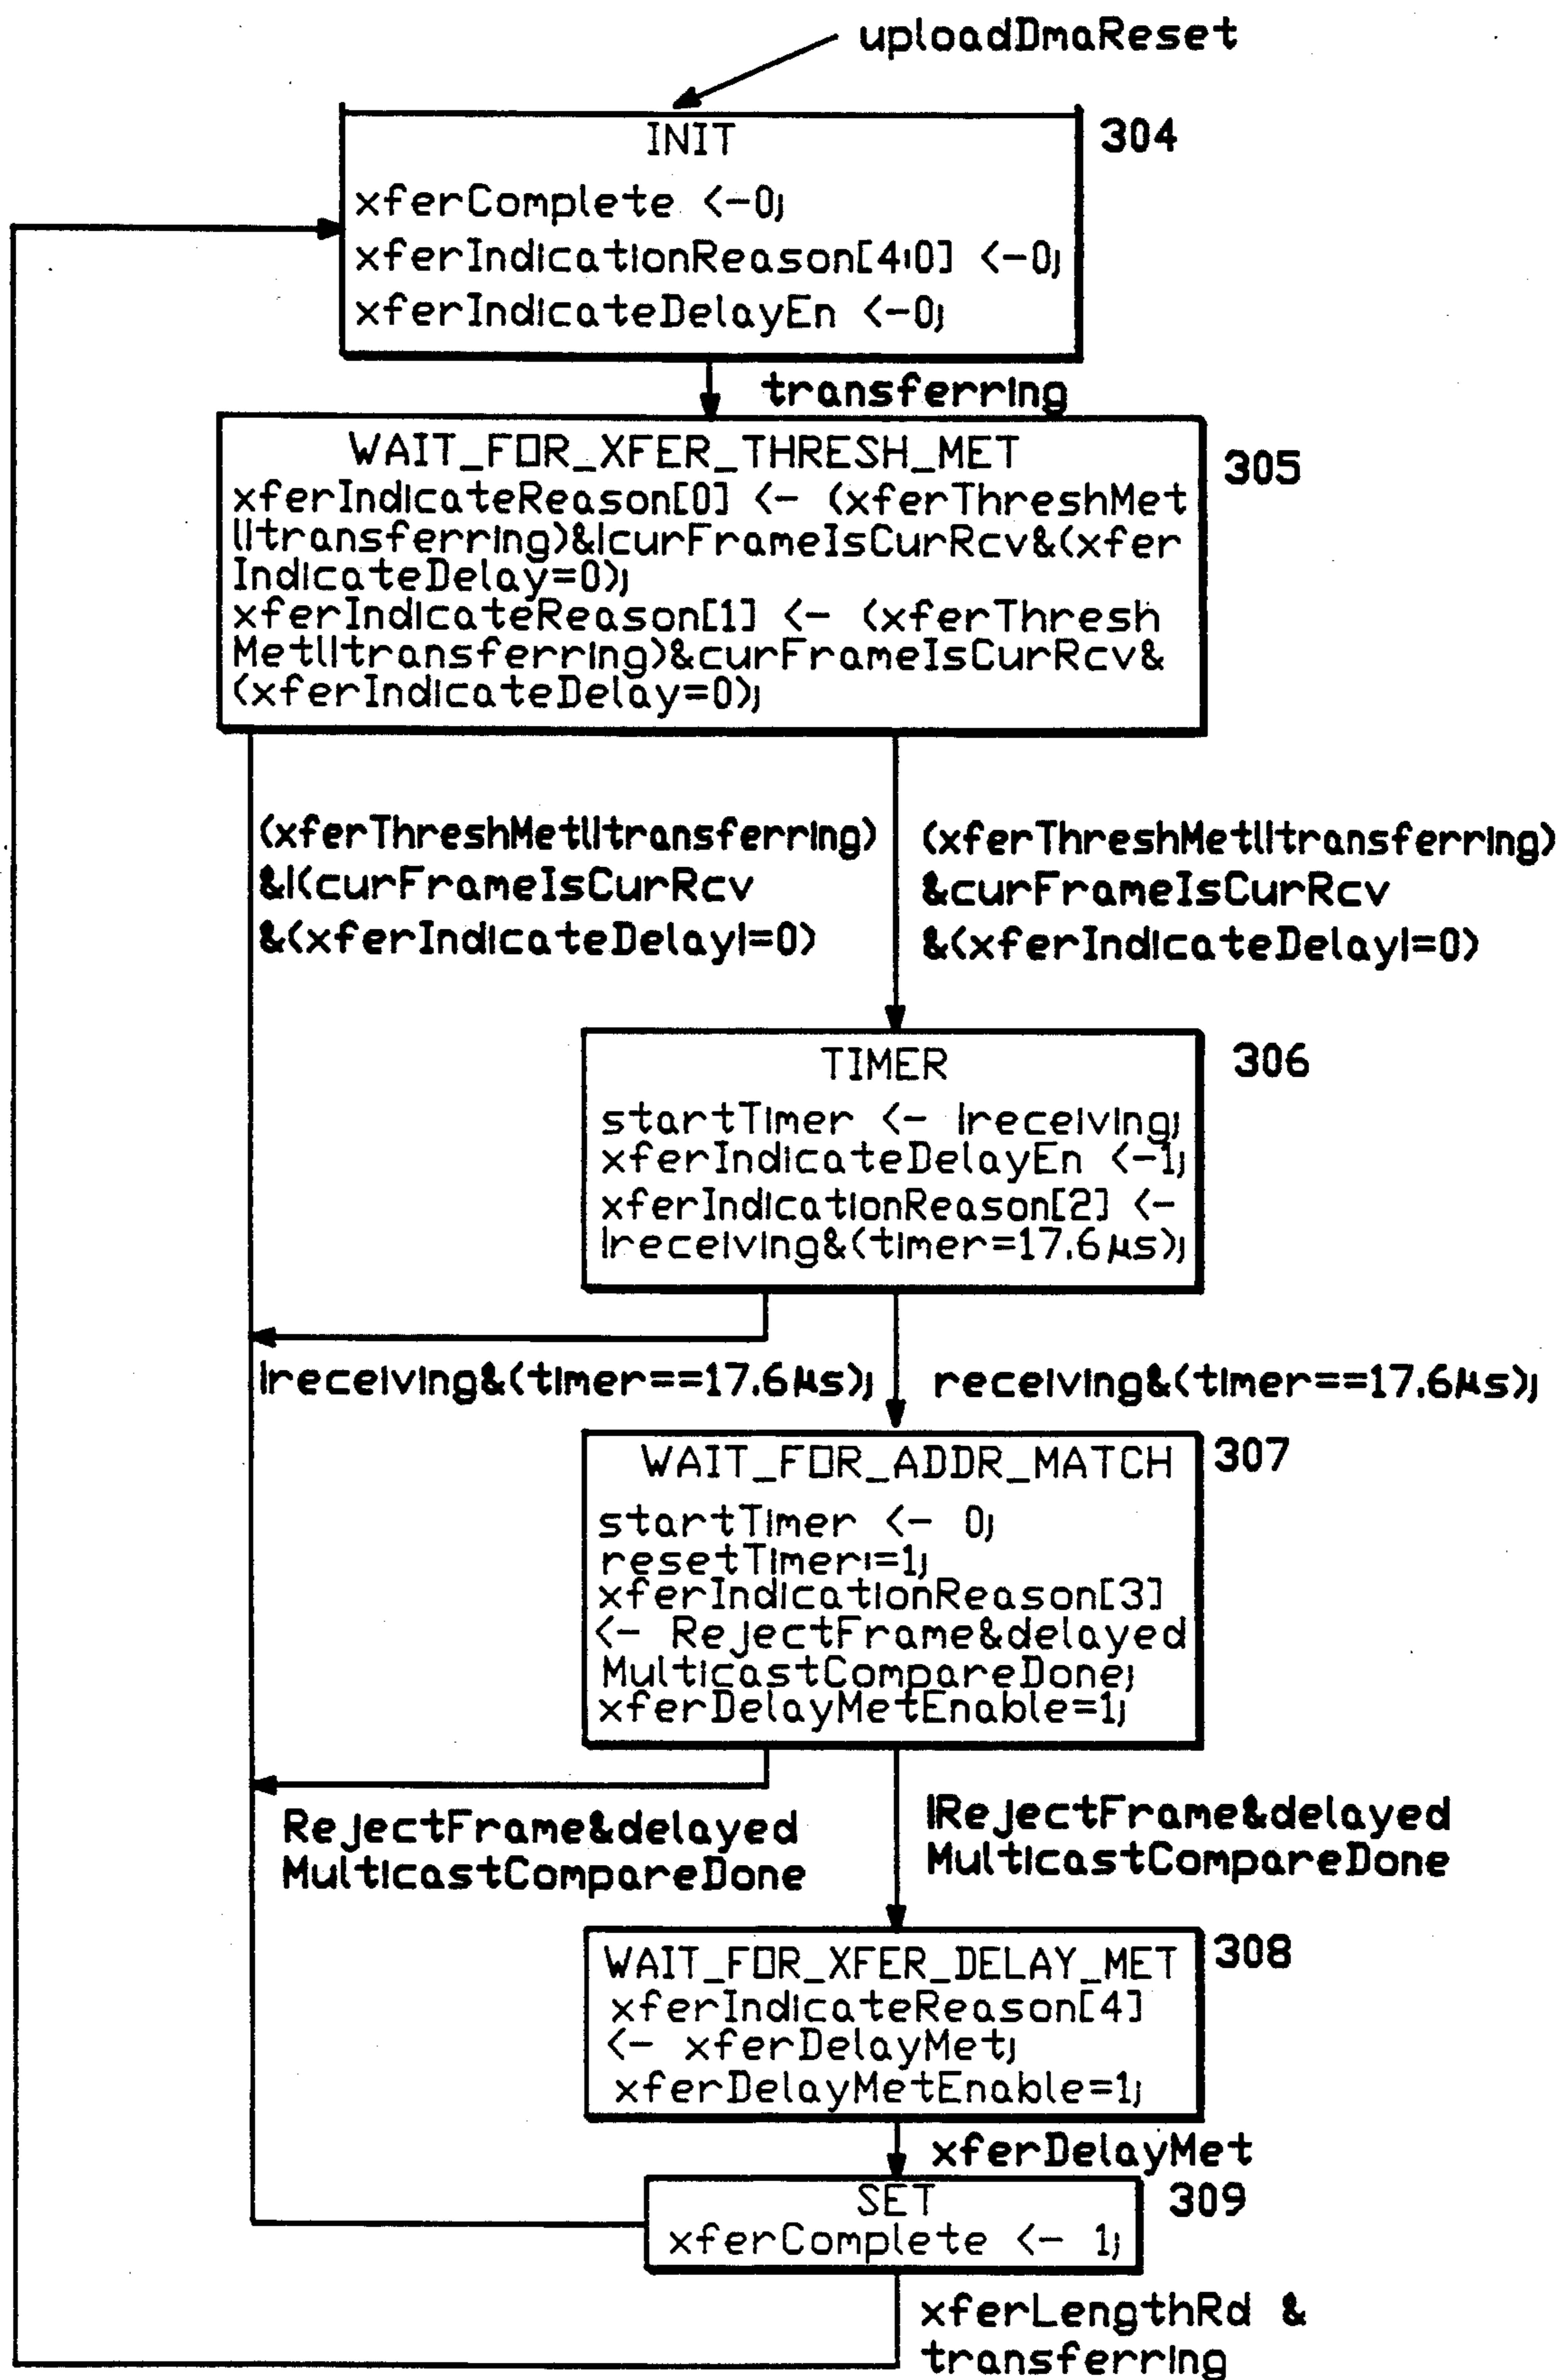 uploadDmaReset
INIT
304
xferComplete <-0;
xferIndicationReason[4:0] <-0;
xferIndicateDelayEn <-0;
transferring
WAIT_FOR_XFER_THRESH_MET
305
xferIndicateReason[0] <- (xferThreshMet
||!transferring)&!curFrameIsCurRcv&(xfer
IndicateDelay=0);
xferIndicateReason[1] <- (xferThresh
Met||!transferring)&curFrameIsCurRcv&
(xferIndicateDelay=0);
(xferThreshMet||!transferring)
&!(curFrameIsCurRcv
&(xferIndicateDelay!=0)
(xferThreshMet||!transferring)
&curFrameIsCurRcv
&(xferIndicateDelay!=0)
TIMER
306
startTimer <- !receiving;
xferIndicateDelayEn <-1;
xferIndicationReason[2] <-
!receiving&(timer=17.6µs);
!receiving&(timer==17.6µs);
receiving&(timer==17.6µs);
WAIT_FOR_ADDR_MATCH
307
startTimer <- 0;
resetTimer:=1;
xferIndicationReason[3]
<- RejectFrame&delayed
MulticastCompareDone;
xferDelayMetEnable=1;
RejectFrame&delayed
MulticastCompareDone
!RejectFrame&delayed
MulticastCompareDone
WAIT_FOR_XFER_DELAY_MET
308
xferIndicateReason[4]
<- xferDelayMet;
xferDelayMetEnable=1;
xferDelayMet
SET
309
xferComplete <- 1;
xferLengthRd &
transferring